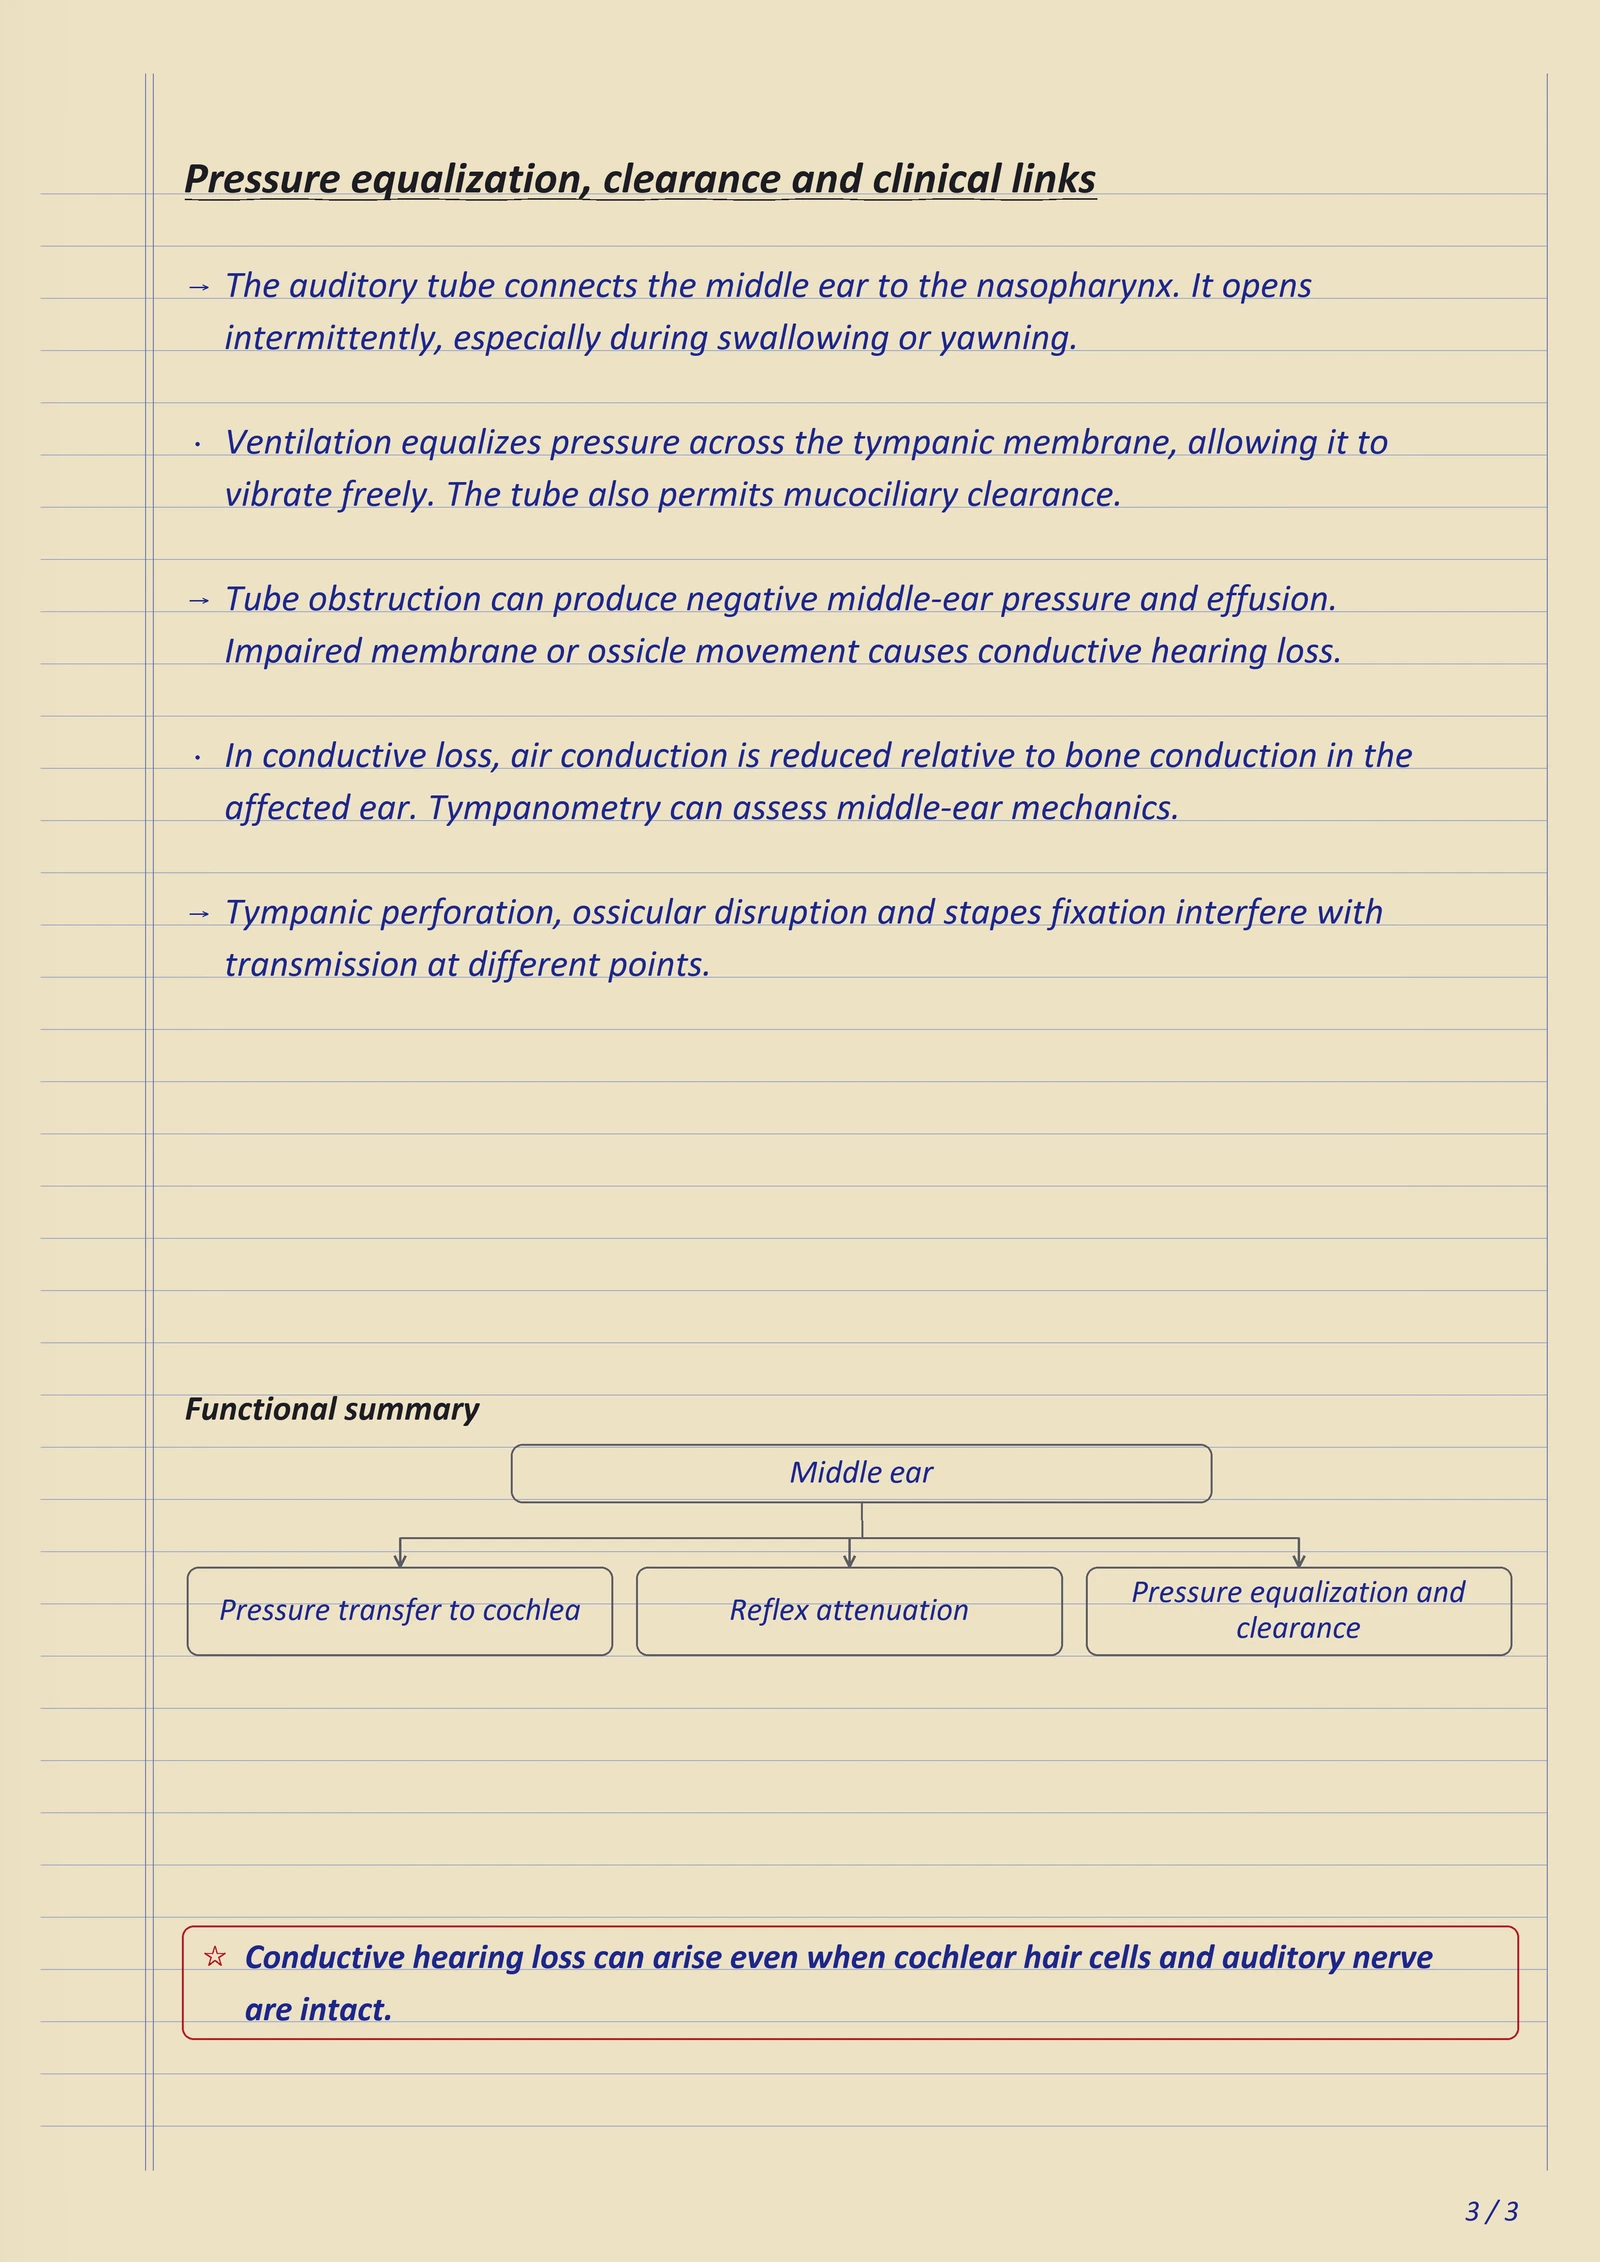 Pressure equalization, clearance and clinical links
→ The auditory tube connects the middle ear to the nasopharynx. It opens
intermittently, especially during swallowing or yawning.
· Ventilation equalizes pressure across the tympanic membrane, allowing it to
vibrate freely. The tube also permits mucociliary clearance.
→ Tube obstruction can produce negative middle-ear pressure and effusion.
Impaired membrane or ossicle movement causes conductive hearing loss.
· In conductive loss, air conduction is reduced relative to bone conduction in the
affected ear. Tympanometry can assess middle-ear mechanics.
→ Tympanic perforation, ossicular disruption and stapes fixation interfere with
transmission at different points.
Functional summary
Middle ear
Pressure transfer to cochlea
Reflex attenuation
Pressure equalization and
clearance
☆ Conductive hearing loss can arise even when cochlear hair cells and auditory nerve
are intact.
3 / 3